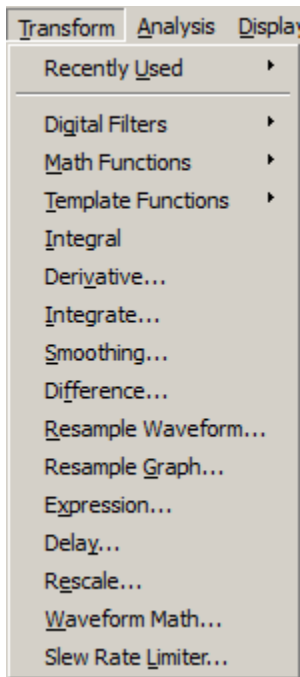 Transform Analysis Display
Recently Used
Digital Filters
Math Functions
Template Functions
Integral
Derivative...
Integrate...
Smoothing...
Difference...
Resample Waveform...
Resample Graph...
Expression...
Delay...
Rescale...
Waveform Math...
Slew Rate Limiter...